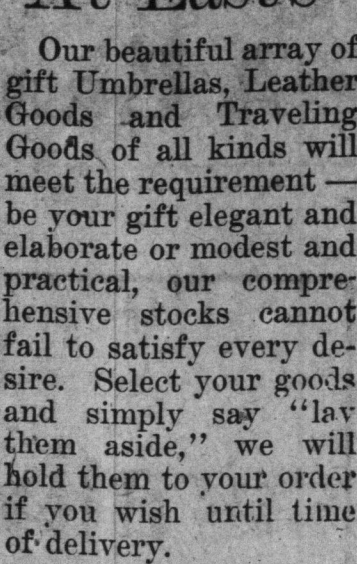 Our beautiful array of
gift Umbrellas, Leather
Goods and Traveling
Goods of all kinds will
meet the requirement —
be your gift elegant and
elaborate or modest and
practical, our compre-
hensive stocks cannot
fail to satisfy every de-
sire. Select your goods
and simply say "lay
them aside," we will
hold them to your order
if you wish until time
of delivery.